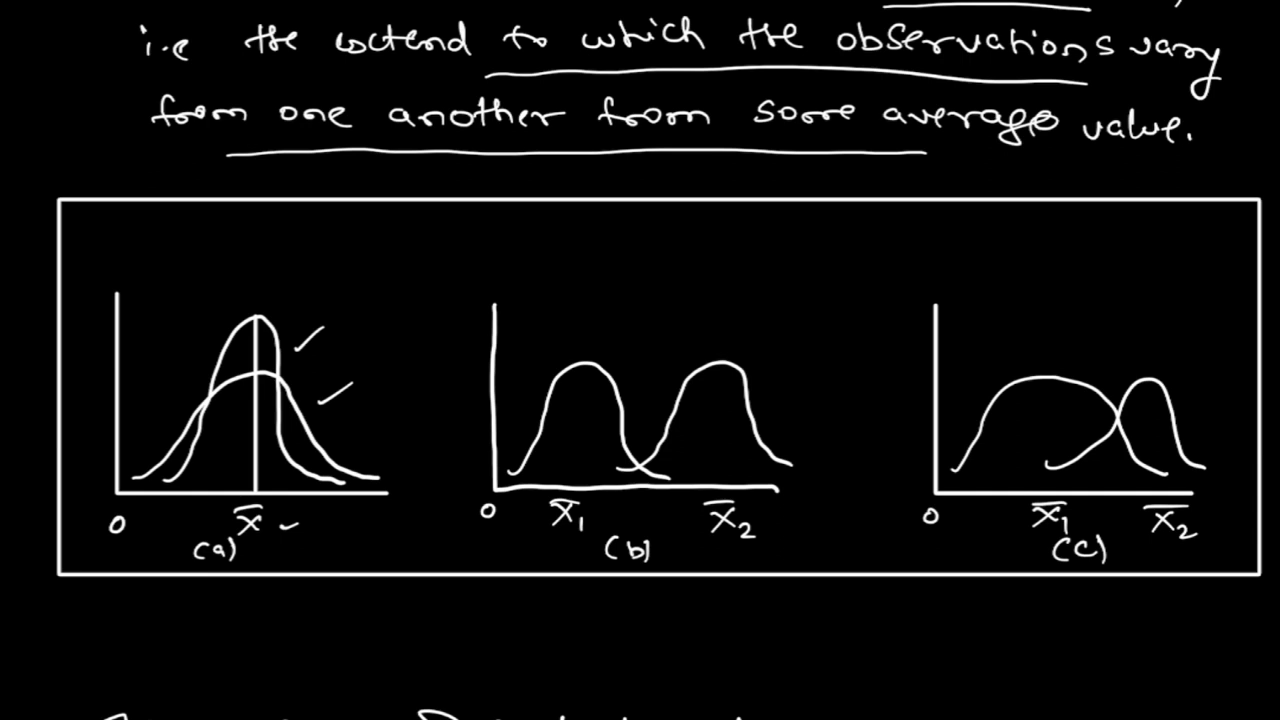 i.e the extend to which the observations vary
from one another from some average value.
0 x̄ (a)
0 x̄1 x̄2 (b)
0 x̄1 x̄2 (c)